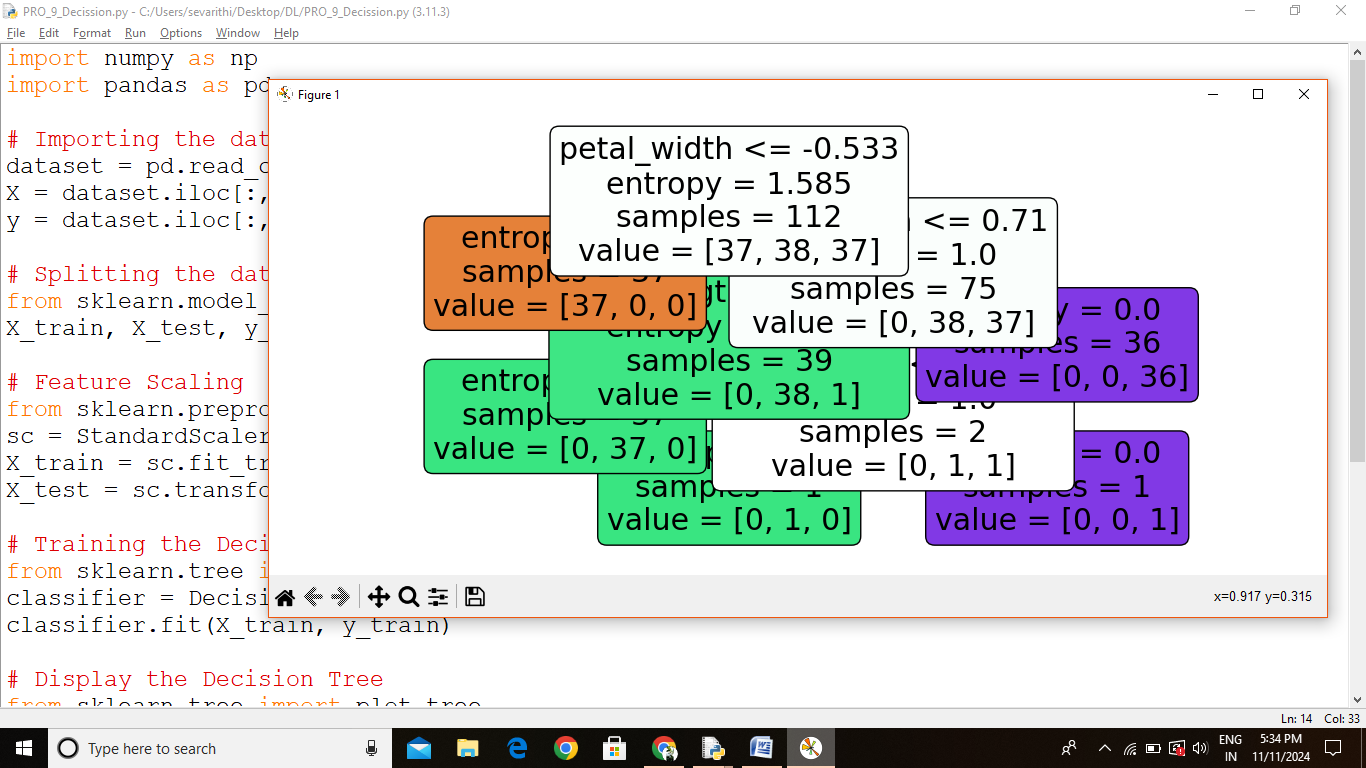 PRO_9_Decission.py - C:/Users/sevarithi/Desktop/DL/PRO_9_Decission.py (3.11.3)
File Edit Format Run Options Window Help
import numpy as np
import pandas as pd
# Importing the dat
dataset = pd.read_c
X = dataset.iloc[:,
y = dataset.iloc[:,
# Splitting the dat
from sklearn.model_
X_train, X_test, y_
# Feature Scaling
from sklearn.prepro
sc = StandardScaler
X_train = sc.fit_tr
X_test = sc.transfo
# Training the Deci
from sklearn.tree i
classifier = Decisi
classifier.fit(X_train, y_train)
# Display the Decision Tree
from sklearn.tree import plot_tree
Figure 1
petal_width <= -0.533
entropy = 1.585
samples = 112
value = [37, 38, 37]
entrop
samples = 37
value = [37, 0, 0]
<= 0.71
= 1.0
samples = 75
value = [0, 38, 37]
entropy
samples = 39
value = [0, 38, 1]
= 0.0
samples = 36
value = [0, 0, 36]
entrop
samples = 37
value = [0, 37, 0]
= 1.0
samples = 2
value = [0, 1, 1]
samples = 1
value = [0, 1, 0]
= 0.0
samples = 1
value = [0, 0, 1]
x=0.917 y=0.315
Ln: 14 Col: 33
Type here to search
ENG
IN
5:34 PM
11/11/2024